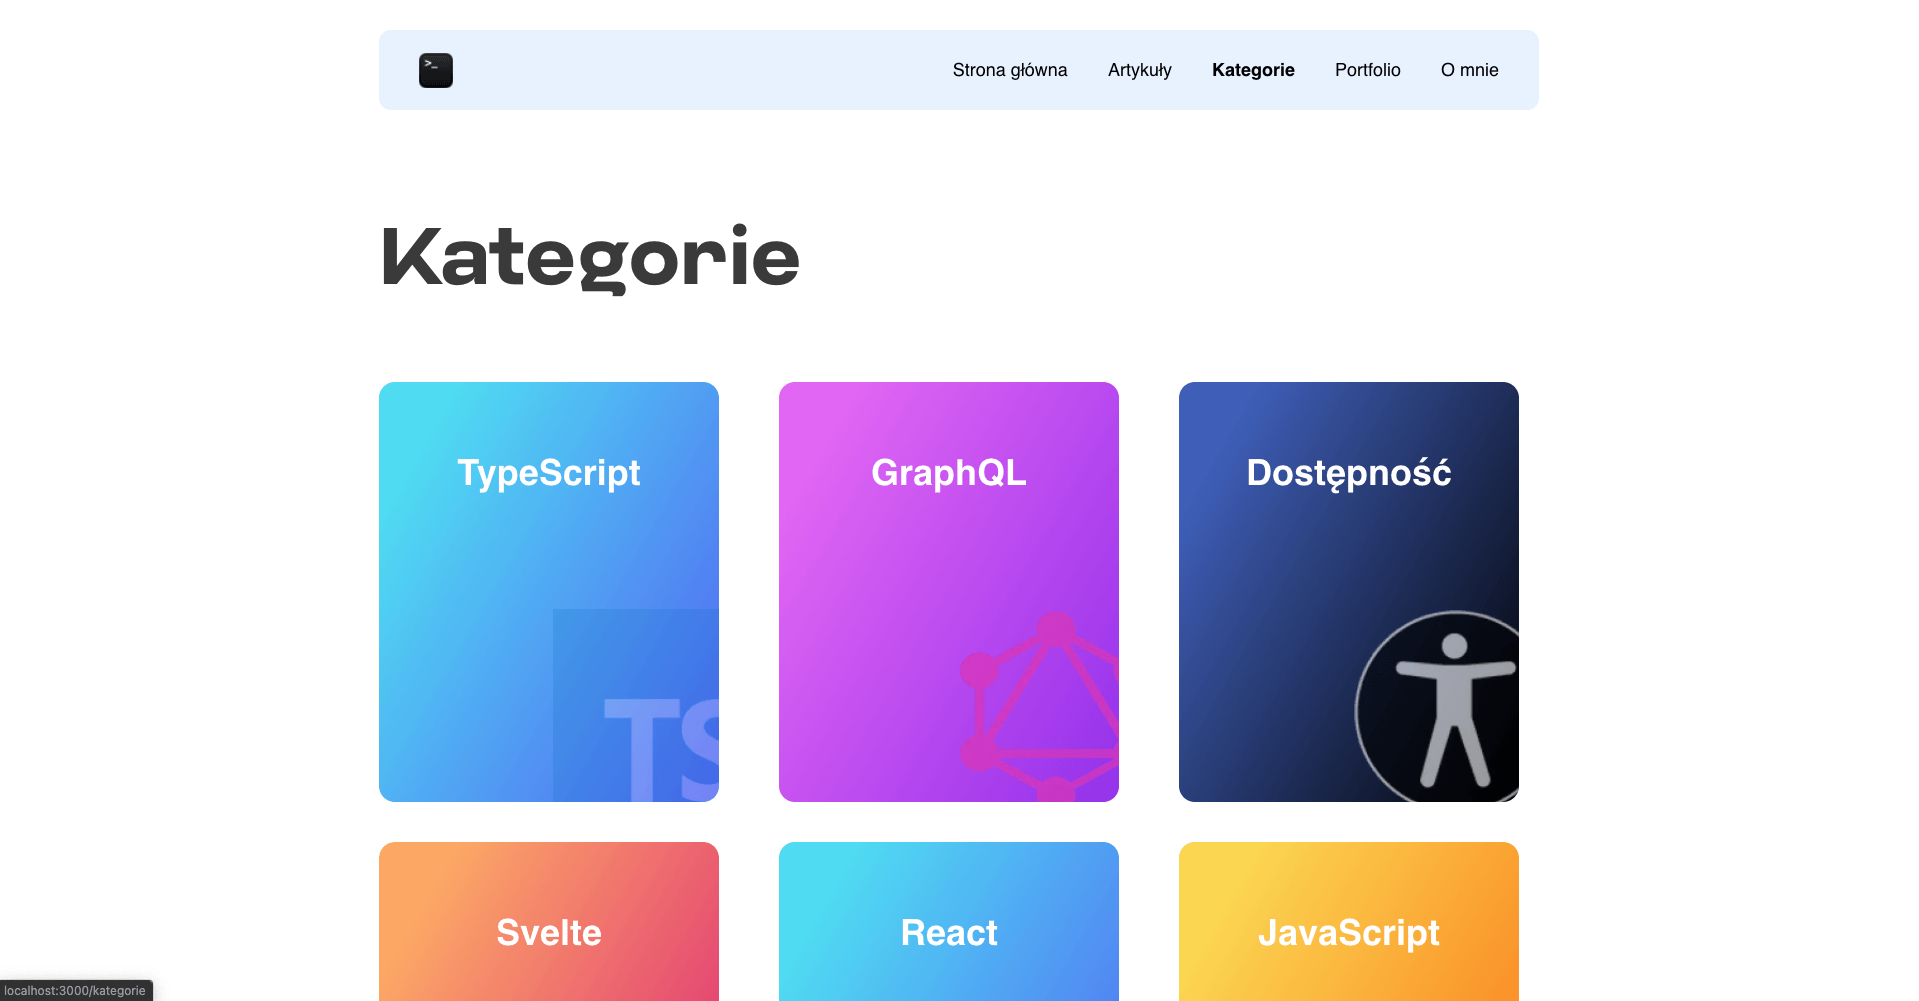 >_
Strona główna Artykuły Kategorie Portfolio O mnie
Kategorie
TypeScript GraphQL Dostępność
TS
Svelte React JavaScript
localhost:3000/kategorie